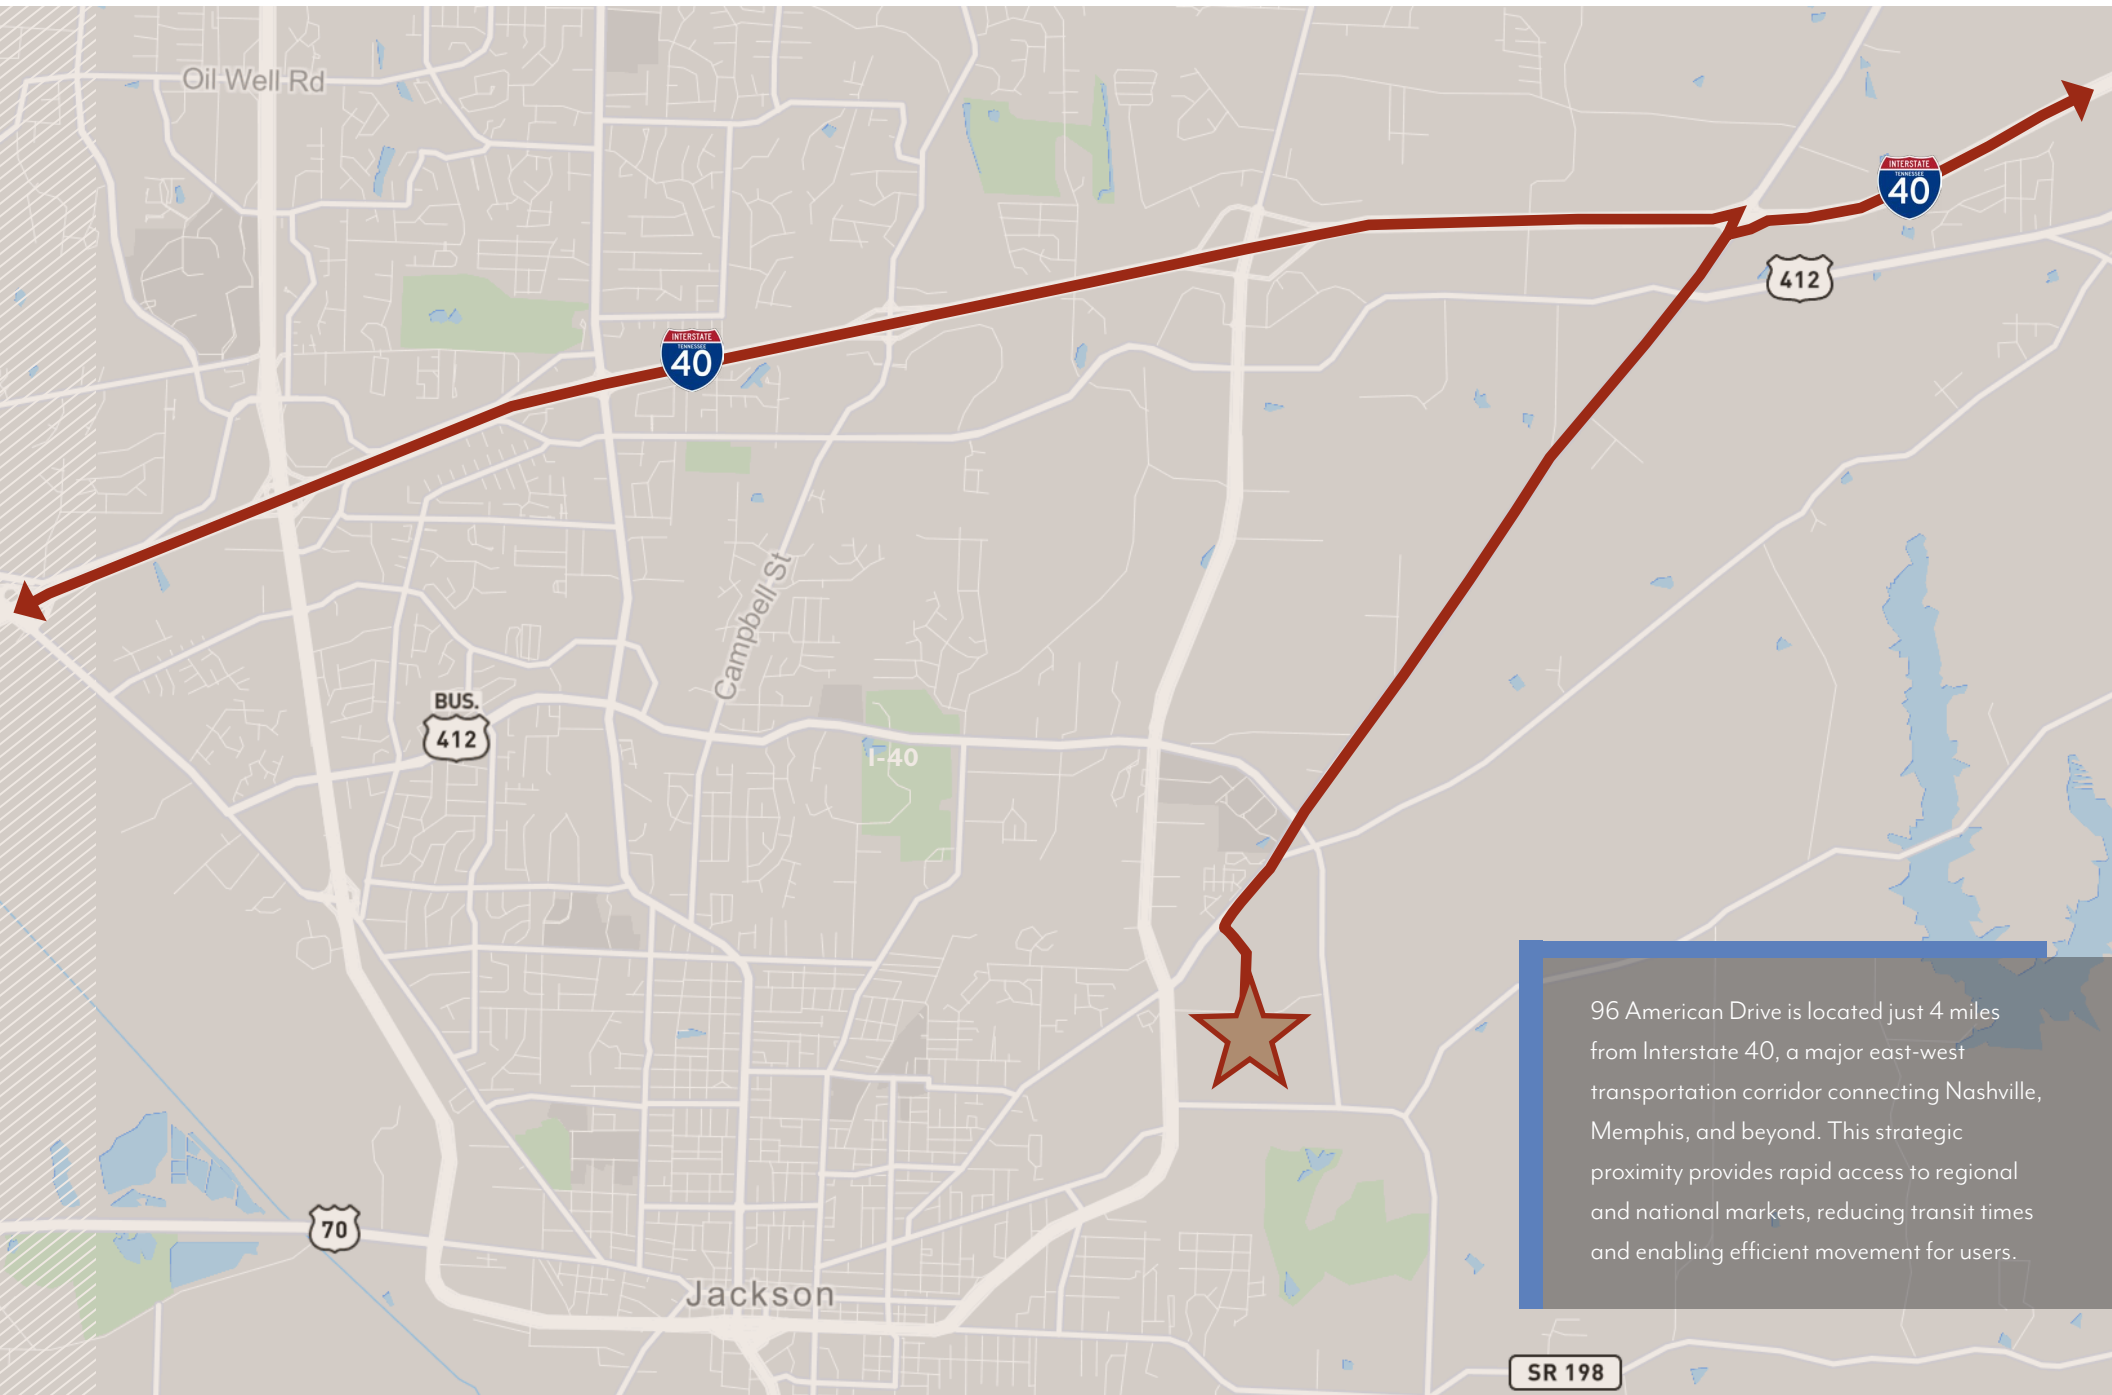 Oil Well Rd
INTERSTATE
TENNESSEE
40
412
INTERSTATE
TENNESSEE
40
Campbell St
BUS.
412
I-40
96 American Drive is located just 4 miles
from Interstate 40, a major east-west
transportation corridor connecting Nashville,
Memphis, and beyond. This strategic
proximity provides rapid access to regional
and national markets, reducing transit times
and enabling efficient movement for users.
70
Jackson
SR 198